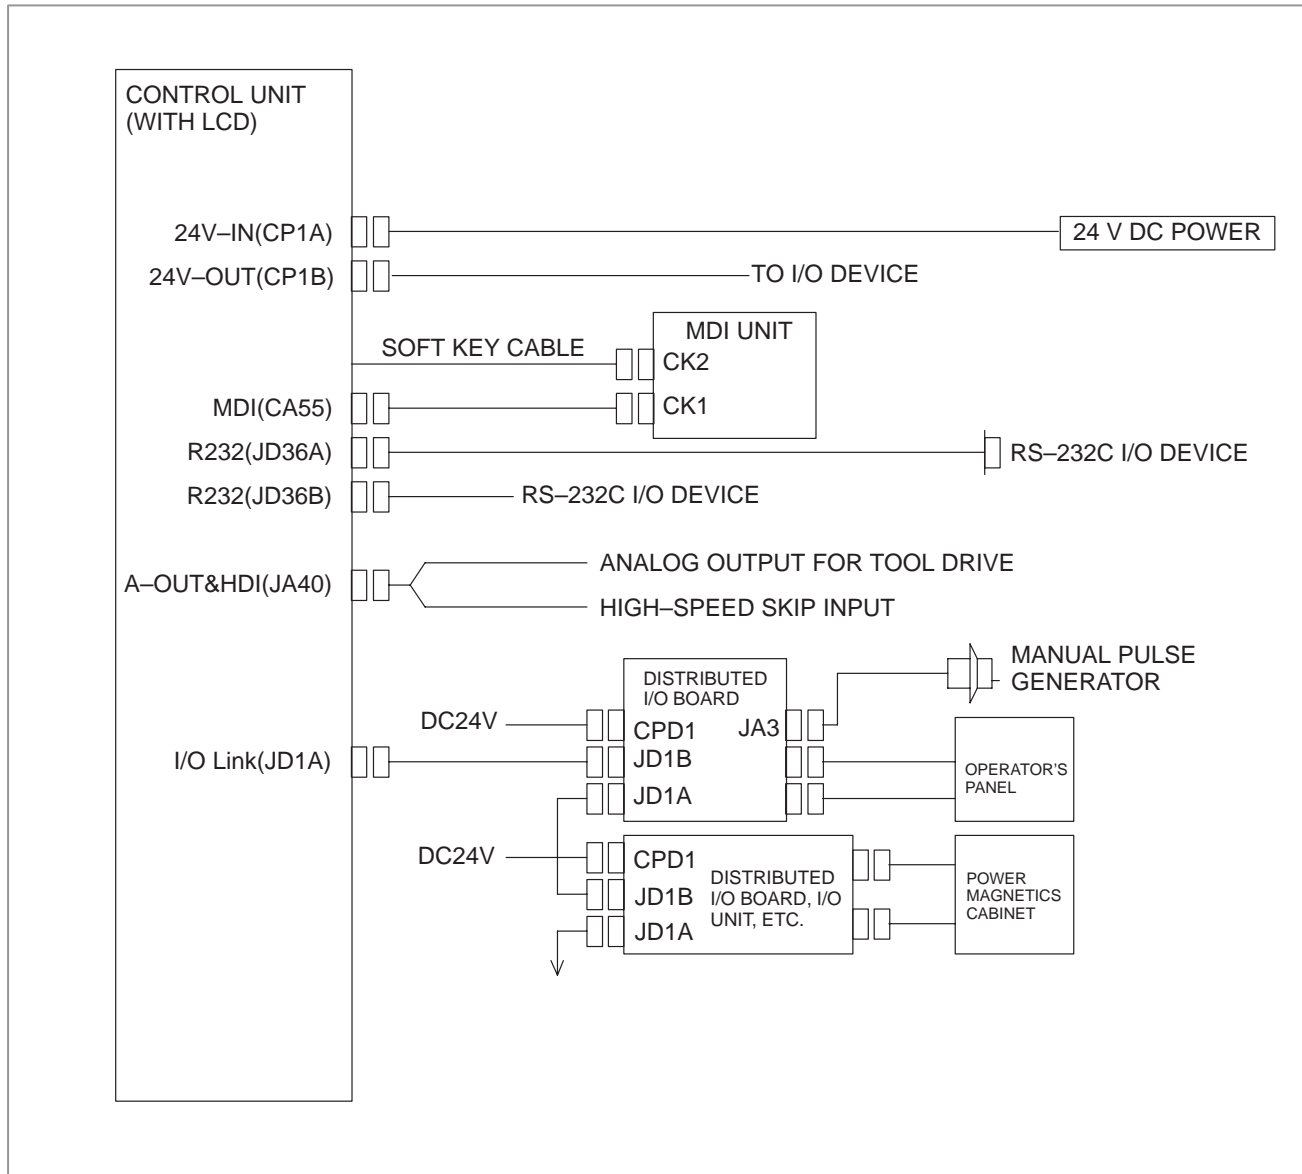 CONTROL UNIT
(WITH LCD)
24V–IN(CP1A)
24 V DC POWER
24V–OUT(CP1B)
TO I/O DEVICE
MDI UNIT
SOFT KEY CABLE
CK2
MDI(CA55)
CK1
R232(JD36A)
RS–232C I/O DEVICE
R232(JD36B)
RS–232C I/O DEVICE
A–OUT&HDI(JA40)
ANALOG OUTPUT FOR TOOL DRIVE
HIGH–SPEED SKIP INPUT
MANUAL PULSE
GENERATOR
DISTRIBUTED
I/O BOARD
DC24V
CPD1
JA3
I/O Link(JD1A)
JD1B
JD1A
OPERATOR'S
PANEL
DC24V
CPD1
JD1B
JD1A
DISTRIBUTED
I/O BOARD, I/O
UNIT, ETC.
POWER
MAGNETICS
CABINET